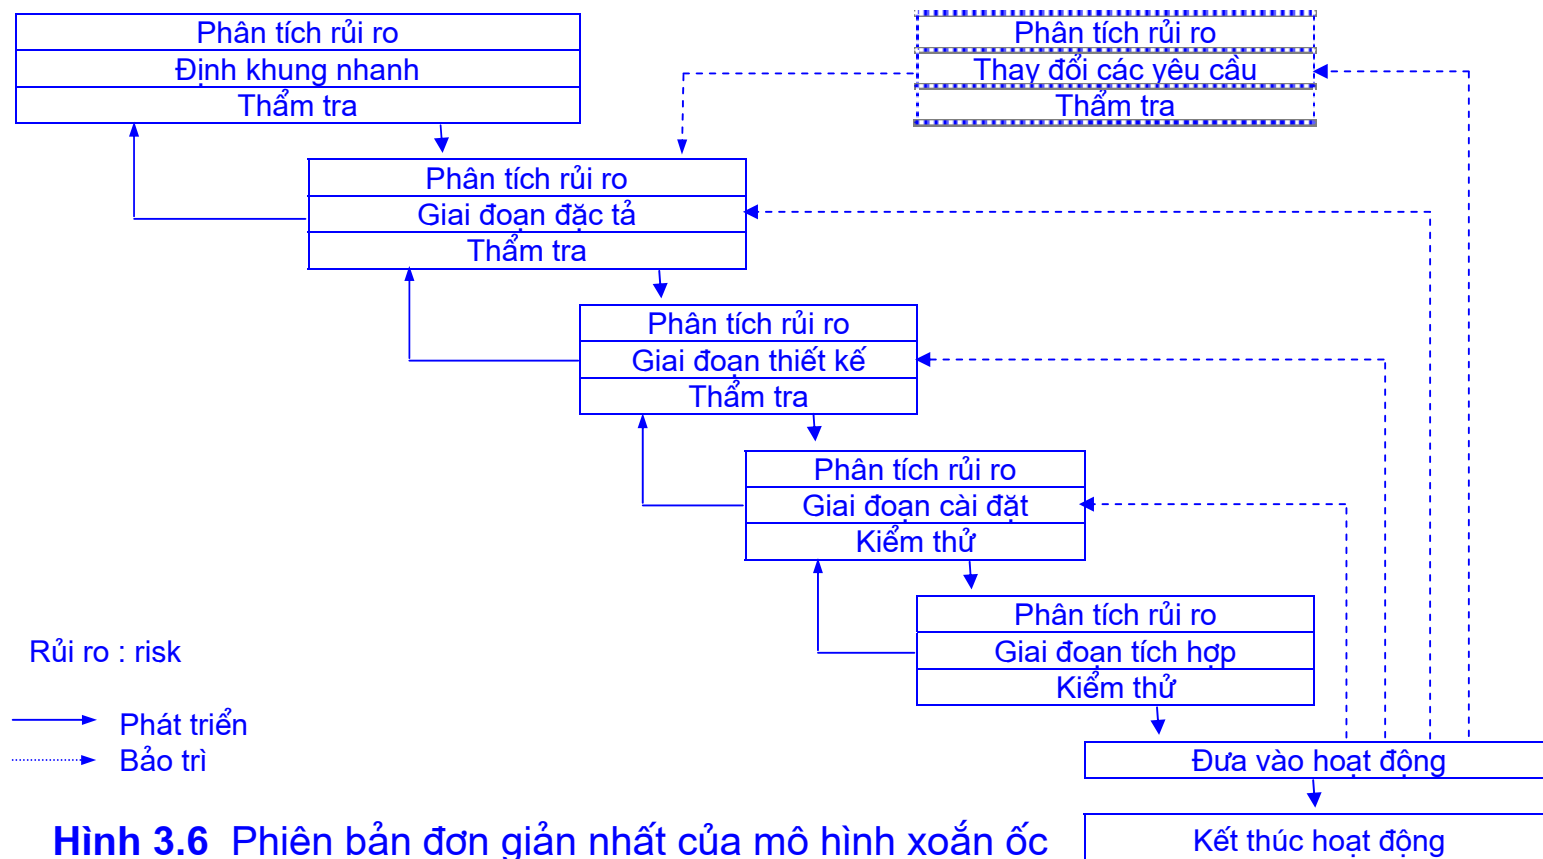 Phân tích rủi ro
Định khung nhanh
Thẩm tra
Phân tích rủi ro
Thay đổi các yêu cầu
Thẩm tra
Phân tích rủi ro
Giai đoạn đặc tả
Thẩm tra
Phân tích rủi ro
Giai đoạn thiết kế
Thẩm tra
Phân tích rủi ro
Giai đoạn cài đặt
Kiểm thử
Phân tích rủi ro
Giai đoạn tích hợp
Kiểm thử
Rủi ro : risk
Phát triển
Bảo trì
Đưa vào hoạt động
Kết thúc hoạt động
Hình 3.6 Phiên bản đơn giản nhất của mô hình xoắn ốc